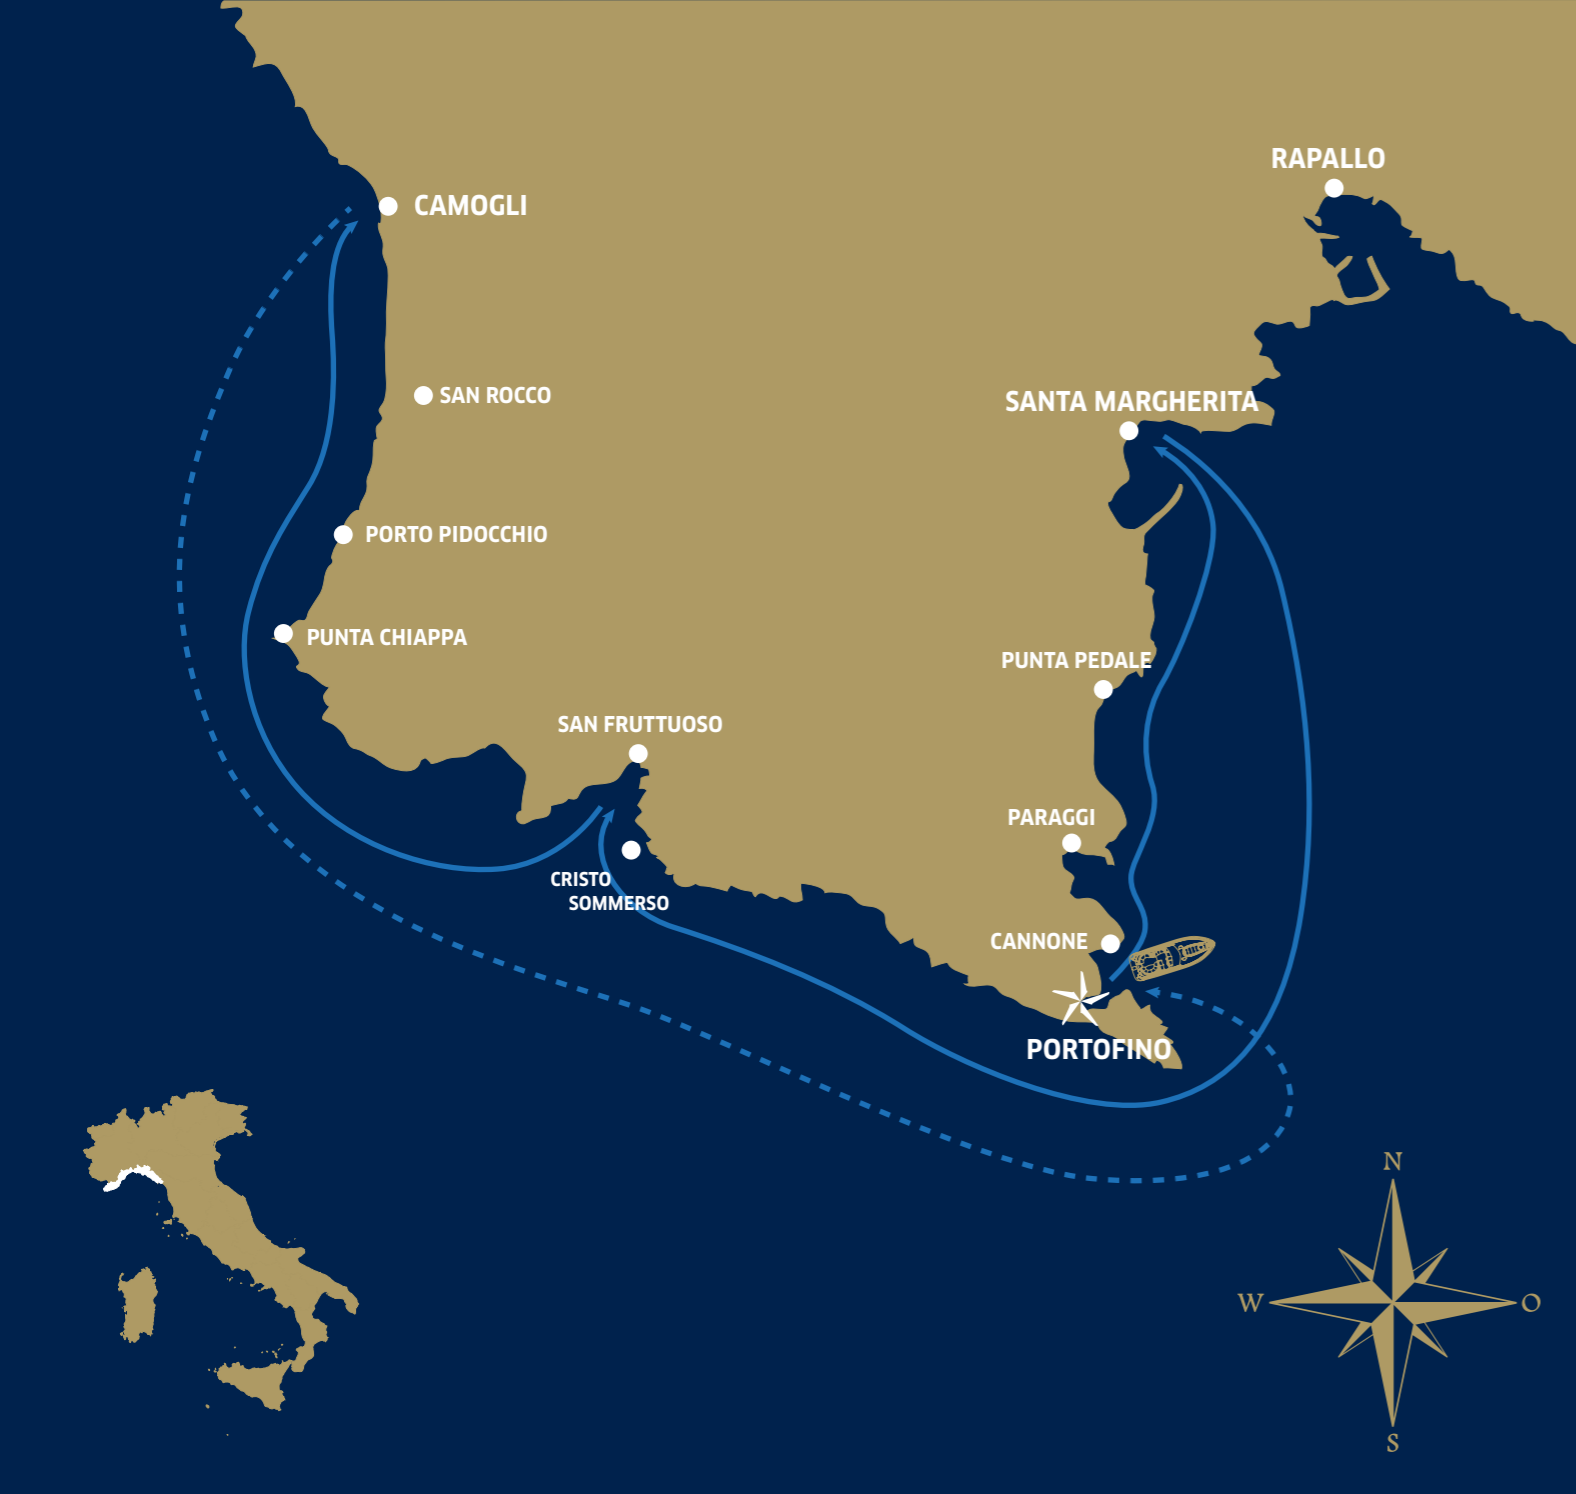 RAPALLO
CAMOGLI
SAN ROCCO
SANTA MARGHERITA
PORTO PIDOCCHIO
PUNTA CHIAPPA
PUNTA PEDALE
SAN FRUTTUOSO
PARAGGI
CRISTO
SOMMERSO
CANNONE
PORTOFINO
N
W
O
S